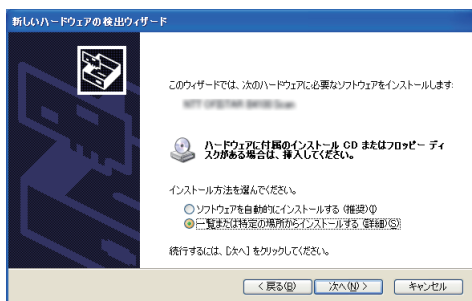 新しいハードウェアの検出ウィザード
このウィザードでは、次のハードウェアに必要なソフトウェアをインストールします:
ハードウェアに付属のインストール CD またはフロッピー ディ
スクがある場合は、挿入してください。
インストール方法を選んでください。
ソフトウェアを自動的にインストールする (推奨)(I)
一覧または特定の場所からインストールする (詳細)(S)
続行するには、[次へ] をクリックしてください。
< 戻る(B) 次へ(N) > キャンセル